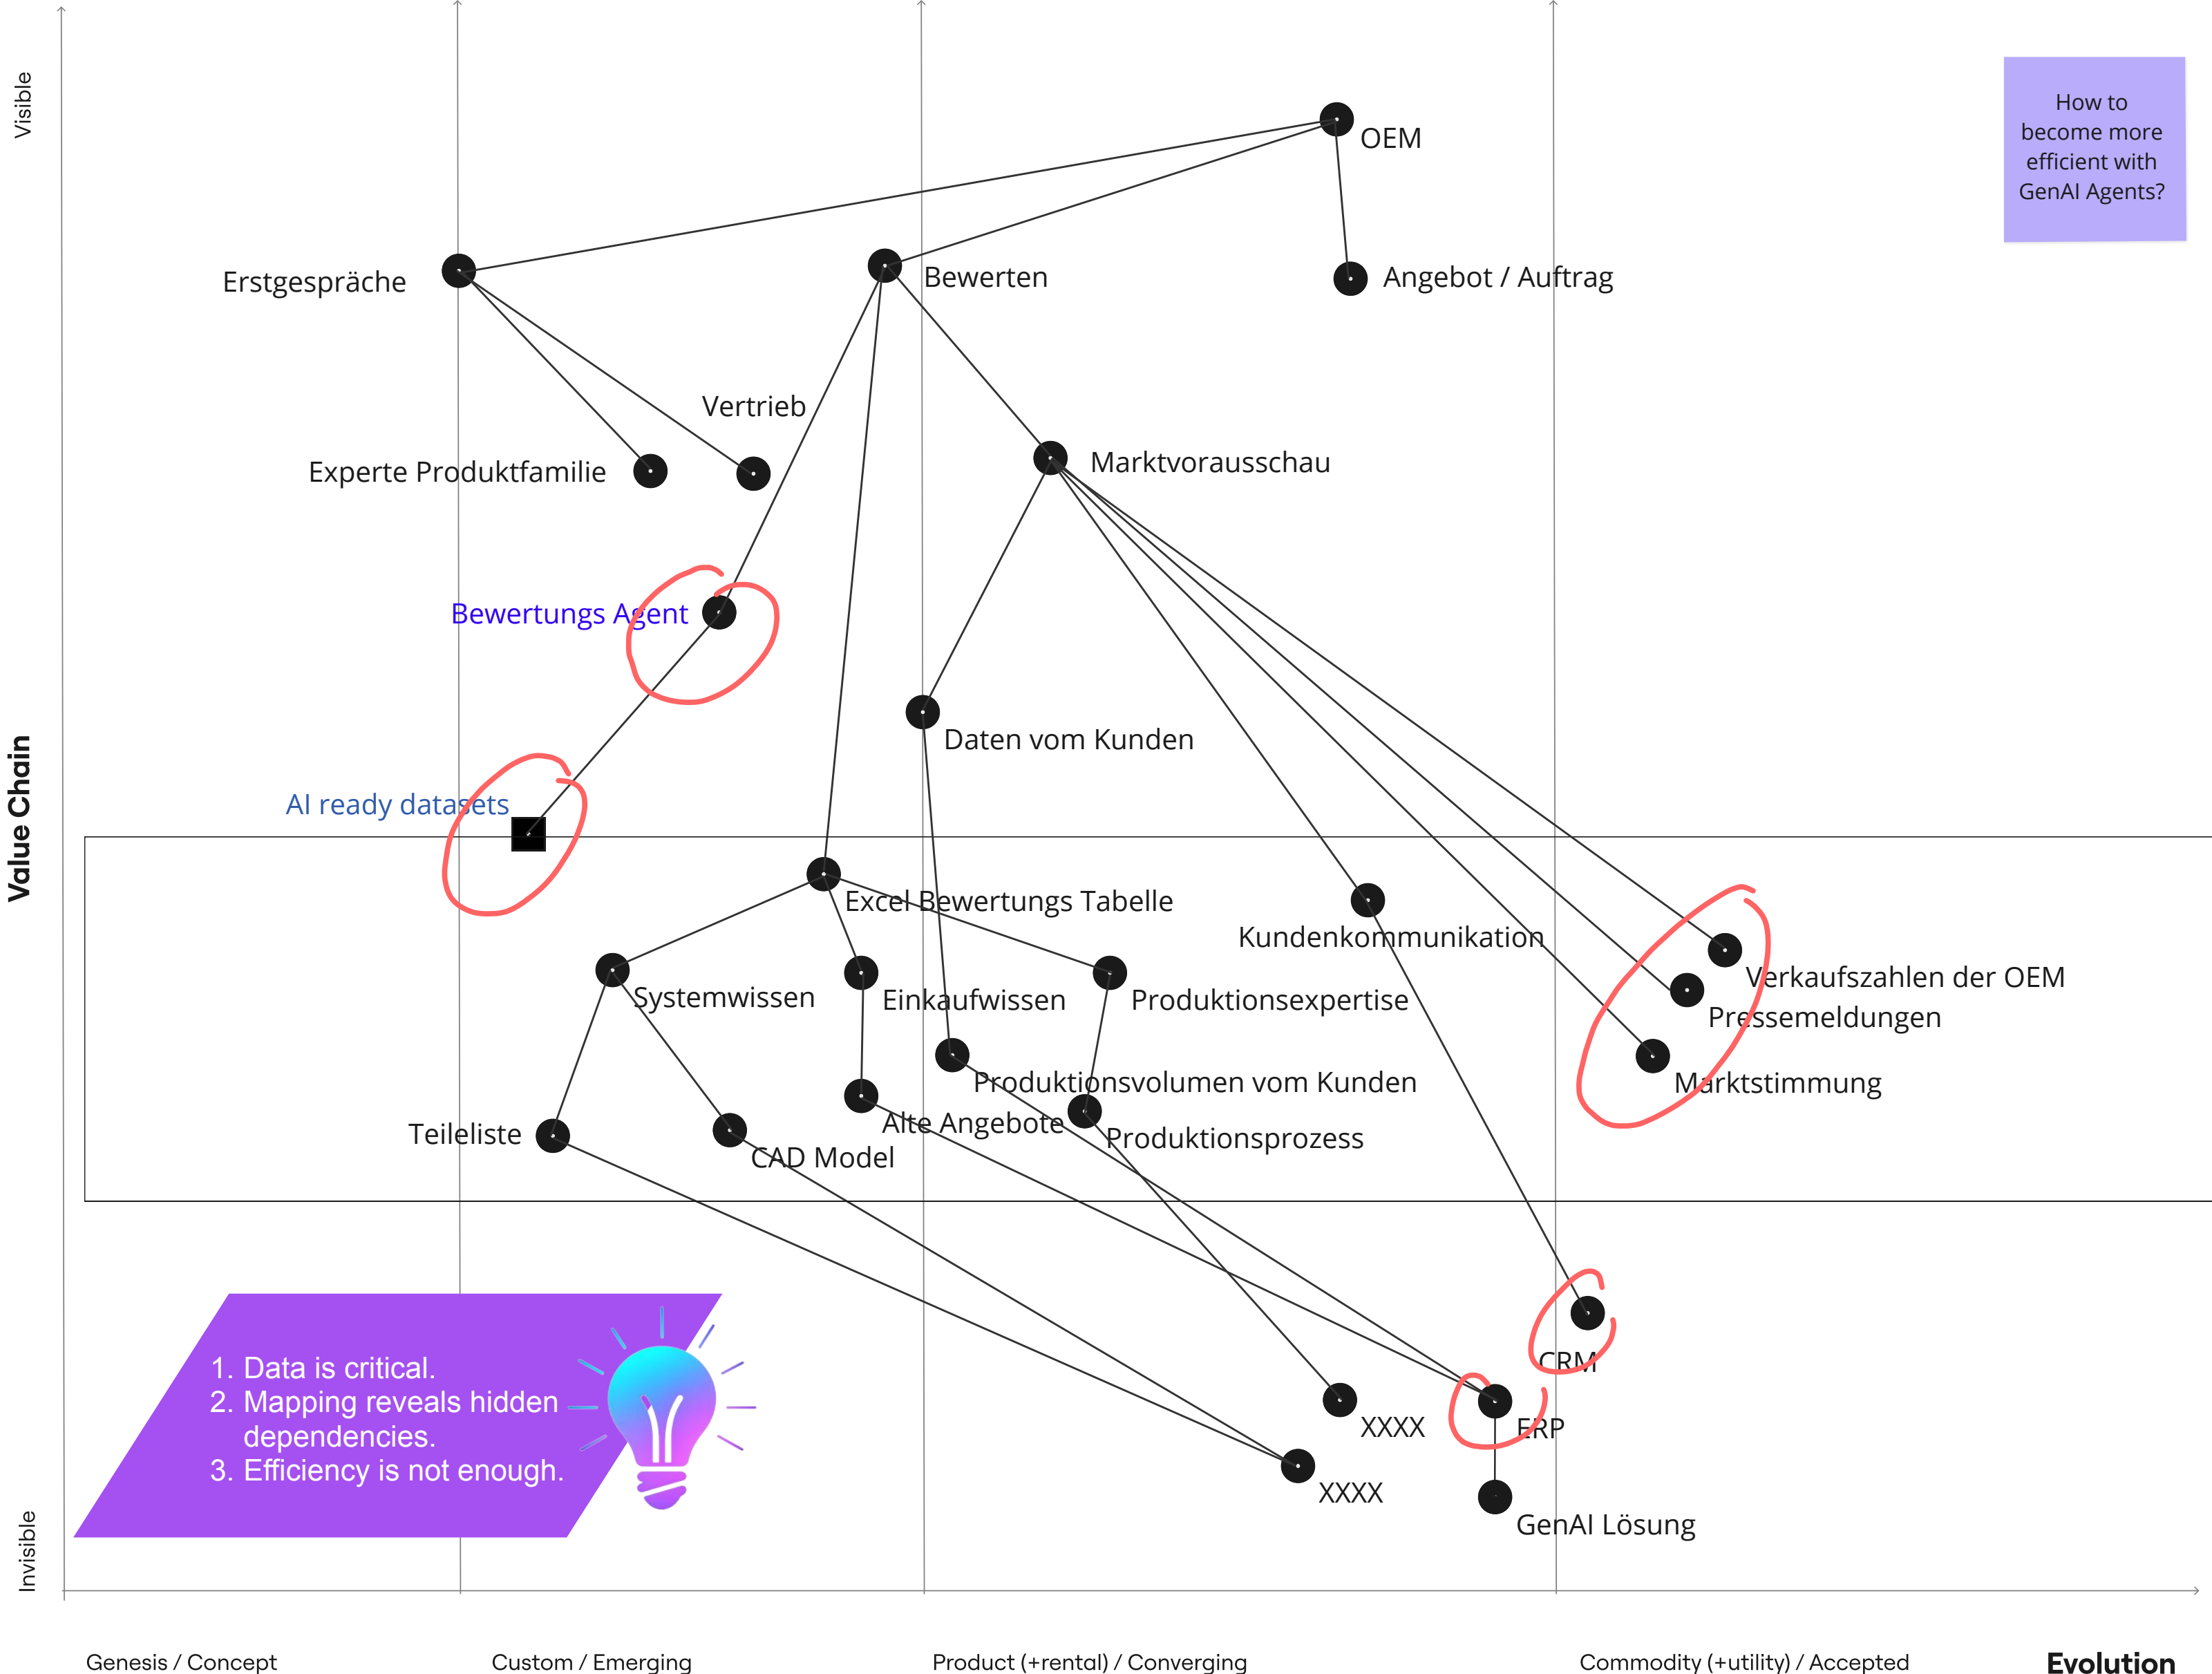 Visible
How to
become more
efficient with
GenAI Agents?
OEM
Erstgespräche
Bewerten
Angebot / Auftrag
Vertrieb
Experte Produktfamilie
Marktvorausschau
Bewertungs Agent
Daten vom Kunden
Value Chain
AI ready datasets
Excel Bewertungs Tabelle
Kundenkommunikation
Verkaufszahlen der OEM
Systemwissen
Einkaufwissen
Produktionsexpertise
Pressemeldungen
Produktionsvolumen vom Kunden
Marktstimmung
Teileliste
Alte Angebote
Produktionsprozess
CAD Model
1. Data is critical.
2. Mapping reveals hidden
dependencies.
3. Efficiency is not enough.
CRM
XXXX
ERP
XXXX
GenAI Lösung
Invisible
Genesis / Concept
Custom / Emerging
Product (+rental) / Converging
Commodity (+utility) / Accepted
Evolution